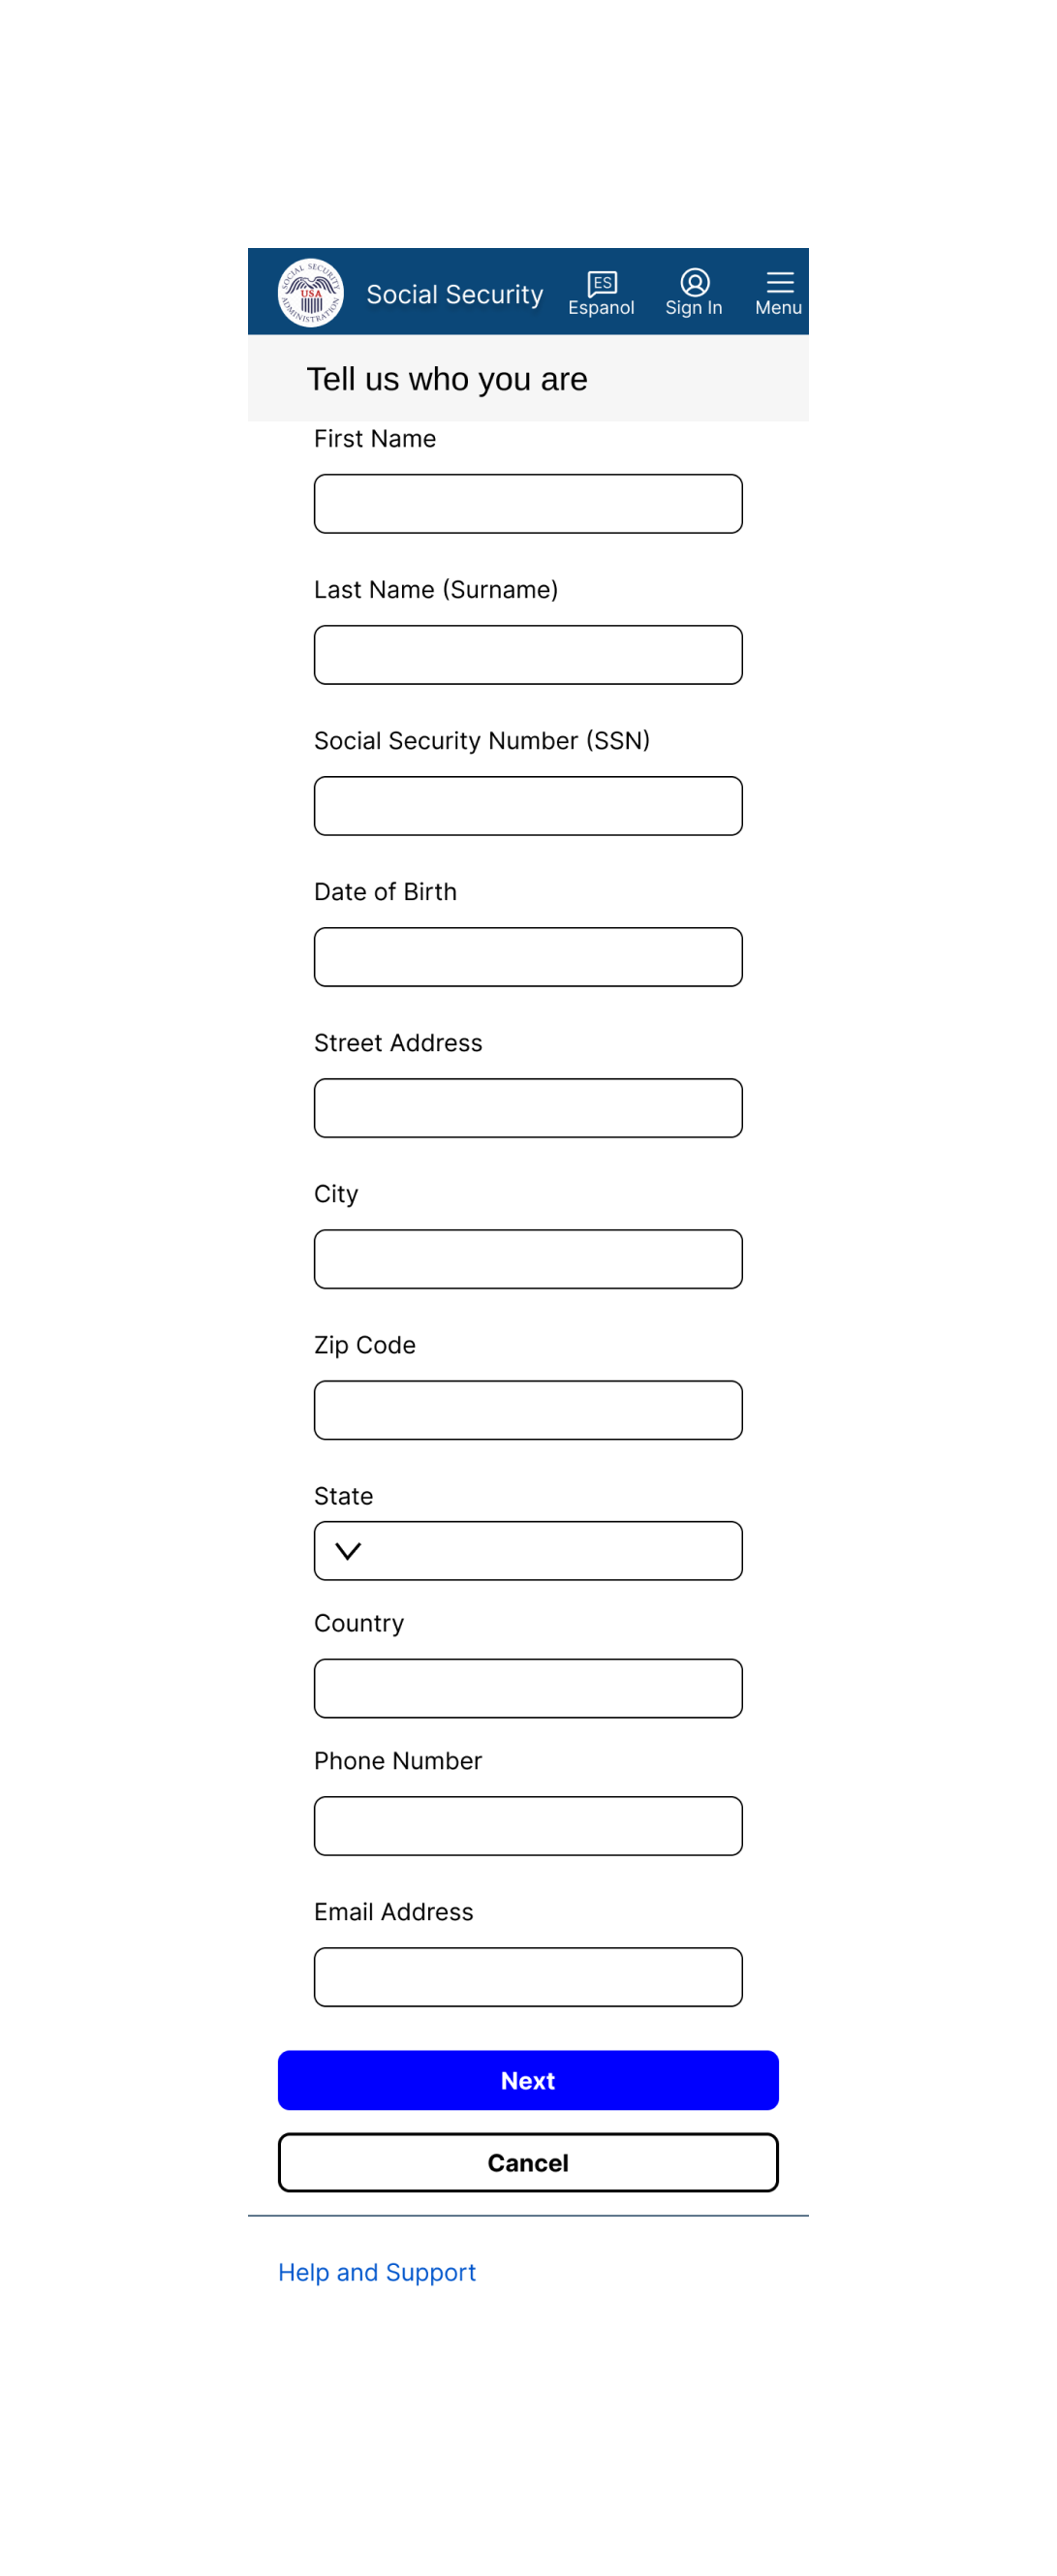 SOCIAL SECURITY ADMINISTRATION
USA
Social Security
ES
Espanol
Sign In
Menu
Tell us who you are
First Name
Last Name (Surname)
Social Security Number (SSN)
Date of Birth
Street Address
City
Zip Code
State
Country
Phone Number
Email Address
Next
Cancel
Help and Support